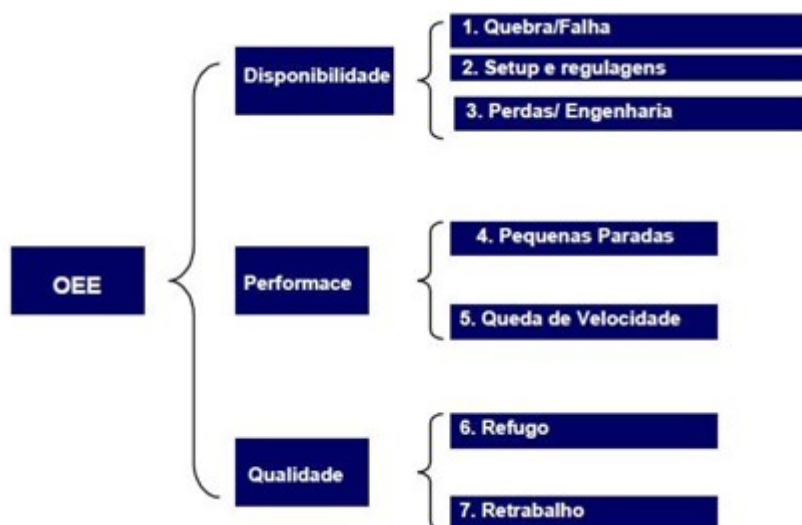 OEE
Disponibilidade
1. Quebra/Falha
2. Setup e regulagens
3. Perdas/ Engenharia
Performace
4. Pequenas Paradas
5. Queda de Velocidade
Qualidade
6. Refugo
7. Retrabalho